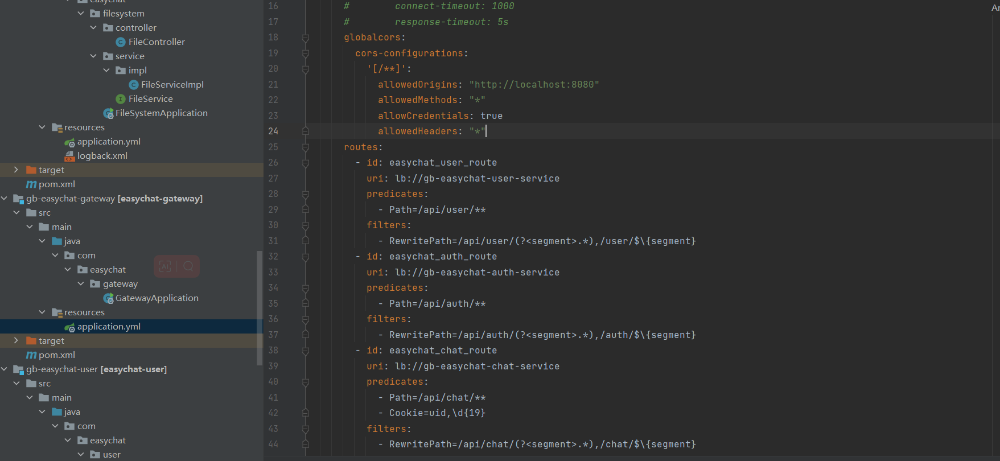 easychat
filesystem
controller
FileController
service
impl
FileServiceImpl
FileService
FileSystemApplication
resources
application.yml
logback.xml
target
pom.xml
gb-easychat-gateway [easychat-gateway]
src
main
java
com
easychat
gateway
GatewayApplication
resources
application.yml
target
pom.xml
gb-easychat-user [easychat-user]
src
main
java
com
easychat
user
AI
16 #        connect-timeout: 1000
17 #        response-timeout: 5s
18 globalcors:
19   cors-configurations:
20     '[/**]':
21       allowedOrigins: "http://localhost:8080"
22       allowedMethods: "*"
23       allowCredentials: true
24       allowedHeaders: "*"
25 routes:
26   - id: easychat_user_route
27     uri: lb://gb-easychat-user-service
28     predicates:
29       - Path=/api/user/**
30     filters:
31       - RewritePath=/api/user/(?<segment>.*),/user/$\{segment}
32   - id: easychat_auth_route
33     uri: lb://gb-easychat-auth-service
34     predicates:
35       - Path=/api/auth/**
36     filters:
37       - RewritePath=/api/auth/(?<segment>.*),/auth/$\{segment}
38   - id: easychat_chat_route
39     uri: lb://gb-easychat-chat-service
40     predicates:
41       - Path=/api/chat/**
42       - Cookie=uid,\d{19}
43     filters:
44       - RewritePath=/api/chat/(?<segment>.*),/chat/$\{segment}